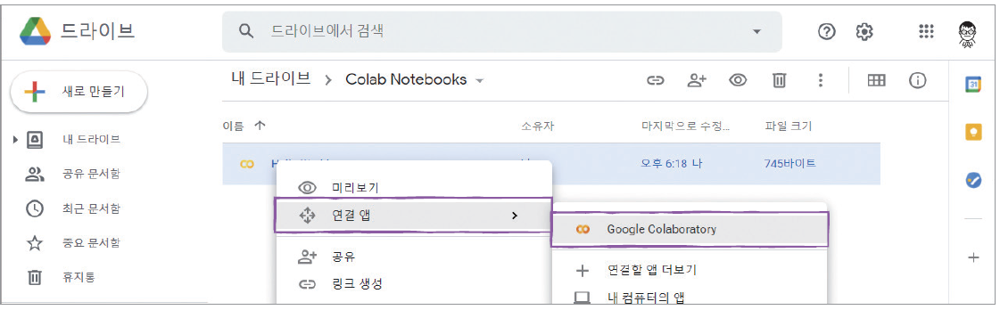 드라이브
드라이브에서 검색
새로 만들기
내 드라이브
공유 문서함
최근 문서함
중요 문서함
휴지통
내 드라이브 > Colab Notebooks
이름 ↑ 소유자 마지막으로 수정... 파일 크기
오후 6:18 나 745바이트
미리보기
연결 앱
공유
링크 생성
Google Colaboratory
연결할 앱 더보기
내 컴퓨터의 앱
31